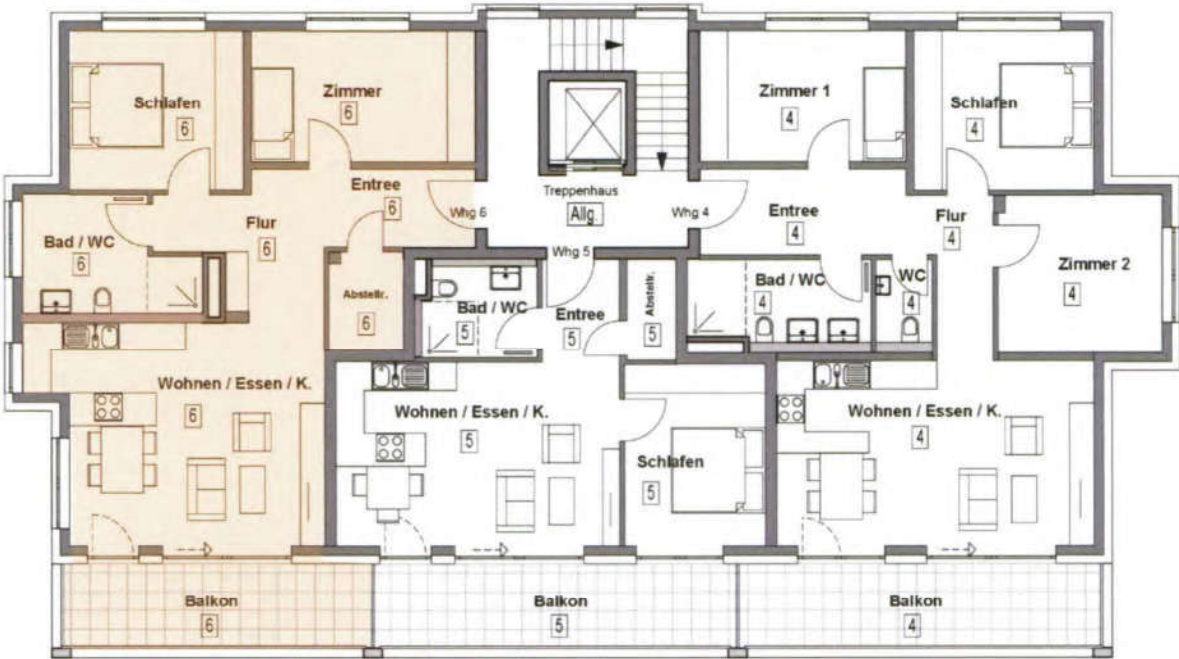 Schlafen
6
Zimmer
6
Zimmer 1
4
Schlafen
4
Treppenhaus
Allg.
Entree
6
Whg 6
Whg 4
Entree
4
Flur
6
Flur
4
Bad / WC
6
Whg 5
Zimmer 2
4
Abstellr.
6
Bad / WC
5
Entree
5
Abstellr.
5
Bad / WC
4
WC
4
Wohnen / Essen / K.
6
Wohnen / Essen / K.
5
Wohnen / Essen / K.
4
Schlafen
5
Balkon
6
Balkon
5
Balkon
4